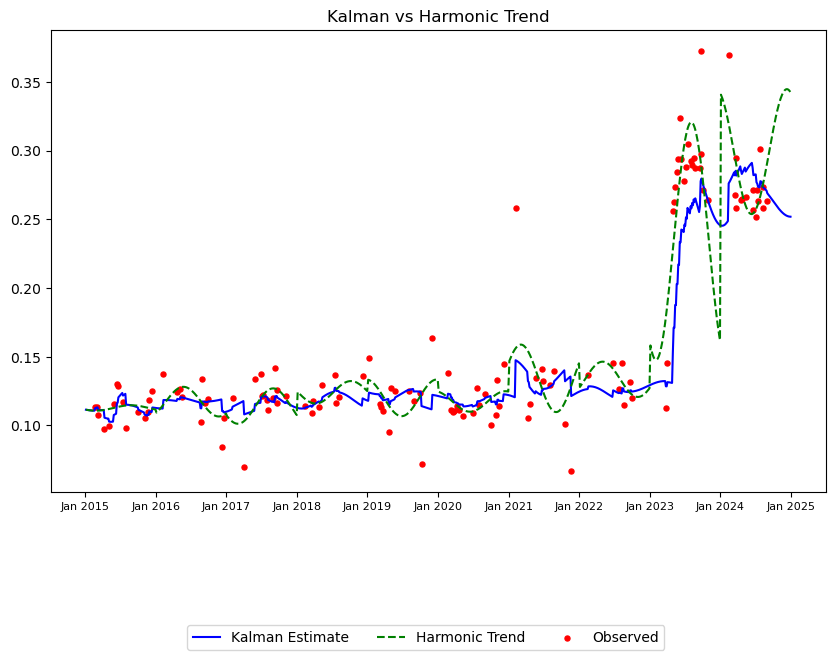 Kalman vs Harmonic Trend
0.35
0.30
0.25
0.20
0.15
0.10
Jan 2015 Jan 2016 Jan 2017 Jan 2018 Jan 2019 Jan 2020 Jan 2021 Jan 2022 Jan 2023 Jan 2024 Jan 2025
Kalman Estimate Harmonic Trend Observed